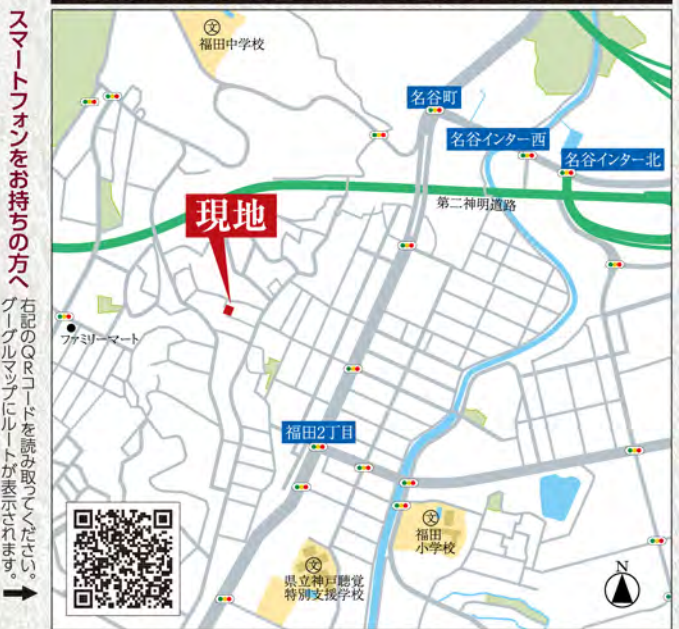 スマートフォンをお持ちの方へ
右記のQRコードを読み取ってください。
グーグルマップにルートが表示されます。
文
福田中学校
名谷町
名谷インター西
名谷インター北
第二神明道路
現地
ファミリーマート
福田2丁目
文
福田
小学校
文
県立神戸聴覚
特別支援学校
N